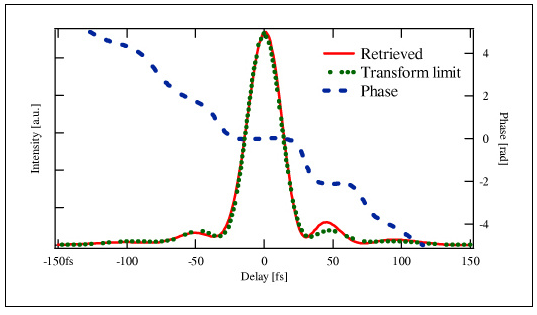 Retrieved
Transform limit
Phase
Intensity [a.u.]
4
2
0
-2
-4
Phase [rad]
-150fs -100 -50 0 50 100 150
Delay [fs]